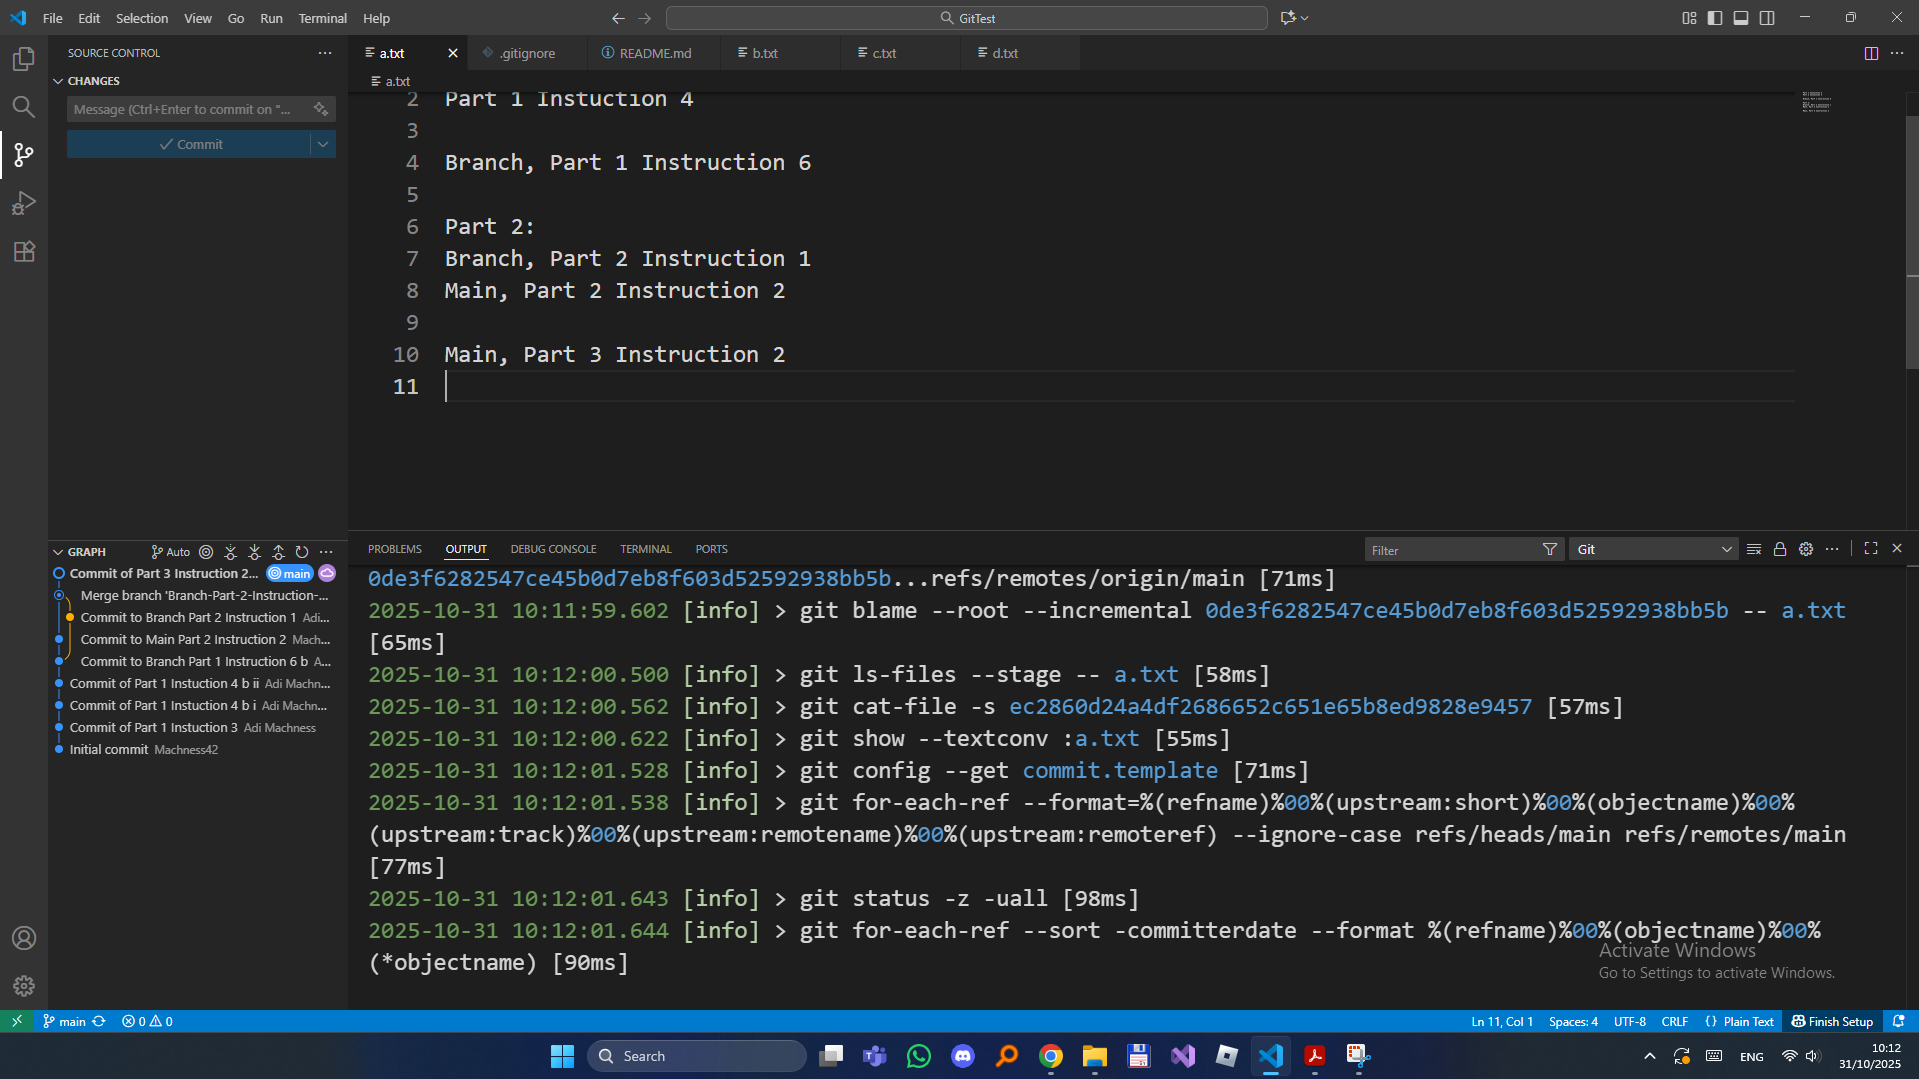 File Edit Selection View Go Run Terminal Help
GitTest
SOURCE CONTROL
CHANGES
Message (Ctrl+Enter to commit on "...
Commit
a.txt
.gitignore
README.md
b.txt
c.txt
d.txt
a.txt
2 Part 1 Instuction 4
3
4 Branch, Part 1 Instruction 6
5
6 Part 2:
7 Branch, Part 2 Instruction 1
8 Main, Part 2 Instruction 2
9
10 Main, Part 3 Instruction 2
11
GRAPH Auto
Commit of Part 3 Instruction 2... main
Merge branch 'Branch-Part-2-Instruction-...
Commit to Branch Part 2 Instruction 1 Adi...
Commit to Main Part 2 Instruction 2 Mach...
Commit to Branch Part 1 Instruction 6 b A...
Commit of Part 1 Instuction 4 b ii Adi Machn...
Commit of Part 1 Instuction 4 b i Adi Machn...
Commit of Part 1 Instuction 3 Adi Machness
Initial commit Machness42
PROBLEMS OUTPUT DEBUG CONSOLE TERMINAL PORTS
Filter
Git
0de3f6282547ce45b0d7eb8f603d52592938bb5b...refs/remotes/origin/main [71ms]
2025-10-31 10:11:59.602 [info] > git blame --root --incremental 0de3f6282547ce45b0d7eb8f603d52592938bb5b -- a.txt
[65ms]
2025-10-31 10:12:00.500 [info] > git ls-files --stage -- a.txt [58ms]
2025-10-31 10:12:00.562 [info] > git cat-file -s ec2860d24a4df2686652c651e65b8ed9828e9457 [57ms]
2025-10-31 10:12:00.622 [info] > git show --textconv :a.txt [55ms]
2025-10-31 10:12:01.528 [info] > git config --get commit.template [71ms]
2025-10-31 10:12:01.538 [info] > git for-each-ref --format=%(refname)%00%(upstream:short)%00%(objectname)%00%
(upstream:track)%00%(upstream:remotename)%00%(upstream:remoteref) --ignore-case refs/heads/main refs/remotes/main
[77ms]
2025-10-31 10:12:01.643 [info] > git status -z -uall [98ms]
2025-10-31 10:12:01.644 [info] > git for-each-ref --sort -committerdate --format %(refname)%00%(objectname)%00%
(*objectname) [90ms]
Activate Windows
Go to Settings to activate Windows.
main
0 0
Ln 11, Col 1
Spaces: 4
UTF-8
CRLF
{} Plain Text
Finish Setup
Search
ENG
10:12
31/10/2025